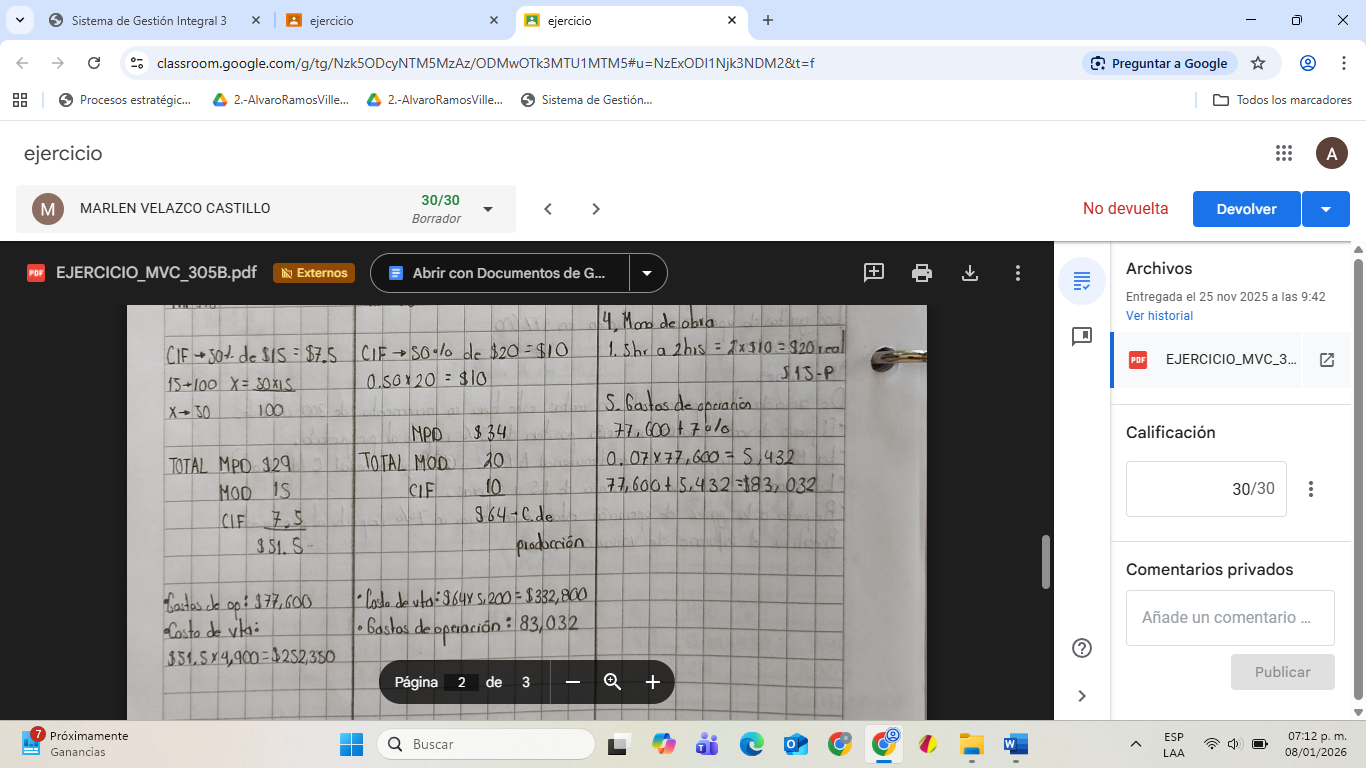 Sistema de Gestión Integral 3
ejercicio
ejercicio
classroom.google.com/g/tg/Nzk5ODcyNTM5MzAz/ODMwOTk3MTU1MTM5#u=NzExODI1Njk3NDM2&t=f
Preguntar a Google
Procesos estratégic...
2.-AlvaroRamosVille...
2.-AlvaroRamosVille...
Sistema de Gestión...
Todos los marcadores
ejercicio
A
M
MARLEN VELAZCO CASTILLO
30/30
Borrador
No devuelta
Devolver
PDF
EJERCICIO_MVC_305B.pdf
Externos
Abrir con Documentos de G...
CIF → 50% de $15 = $7.5
15→100 X = 50x15
X→50 100
TOTAL MPD $29
MOD 15
CIF 7.5
$51.5
• Gastos de op: $77,600
• Costo de vta:
$51.5 x 4,900 = $252,350
CIF → 50% de $20 = $10
0.50 x 20 = $10
MPD $34
TOTAL MOD 20
CIF 10
$64 → C. de
producción
• Costo de vta: $64 x 5,200 = $332,800
• Gastos de operación: 83,032
4. Mano de obra
1.5hr a 2hrs = 2 x $10 = $20 real
$15-P
5. Gastos de operación
77,600 + 7%
0.07 x 77,600 = 5,432
77,600 + 5,432 = $83,032
Página 2 de 3
Archivos
Entregada el 25 nov 2025 a las 9:42
Ver historial
PDF
EJERCICIO_MVC_3...
Calificación
30/30
Comentarios privados
Añade un comentario ...
Publicar
7
Próximamente
Ganancias
Buscar
ESP
LAA
07:12 p. m.
08/01/2026